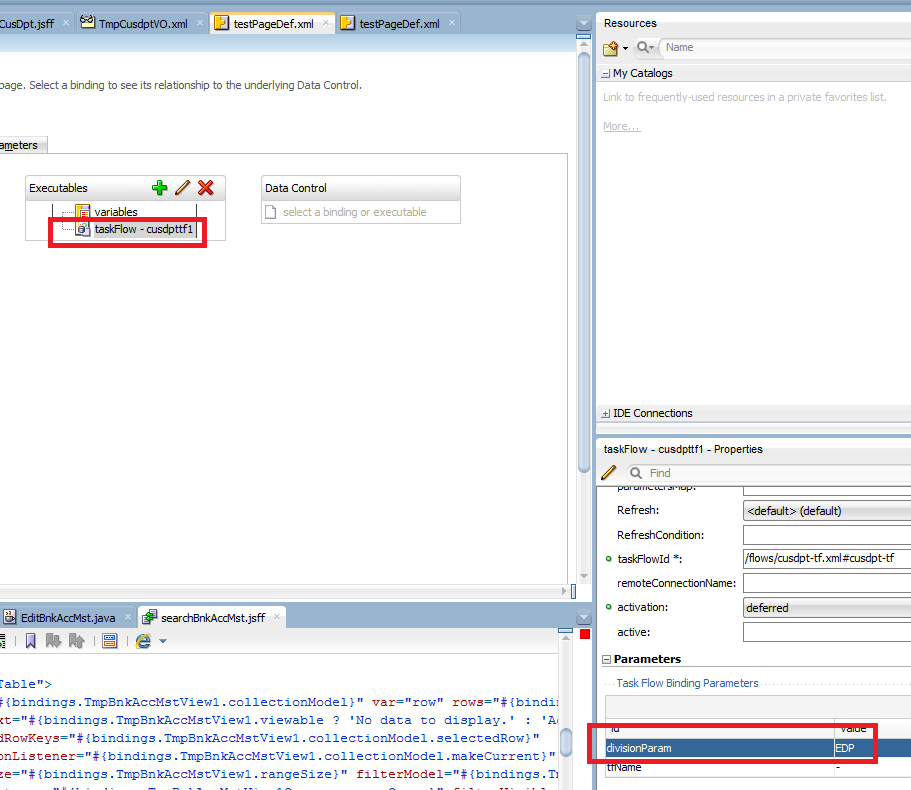 CusDpt.jsff
TmpCusdptVO.xml
testPageDef.xml
testPageDef.xml
page. Select a binding to see its relationship to the underlying Data Control.
ameters
Executables
Data Control
variables
select a binding or executable
taskFlow - cusdpttf1
Resources
Name
My Catalogs
Link to frequently-used resources in a private favorites list.
More...
IDE Connections
taskFlow - cusdpttf1 - Properties
Find
parametersMap:
Refresh:
<default> (default)
RefreshCondition:
taskFlowId *:
/flows/cusdpt-tf.xml#cusdpt-tf
remoteConnectionName:
activation:
deferred
active:
Parameters
Task Flow Binding Parameters
id
value
divisionParam
EDP
tfName
-
EditBnkAccMst.java
searchBnkAccMst.jsff
Table">
#{bindings.TmpBnkAccMstView1.collectionModel}" var="row" rows="#{bindin
xt="#{bindings.TmpBnkAccMstView1.viewable ? 'No data to display.' : 'Ac
dRowKeys="#{bindings.TmpBnkAccMstView1.collectionModel.selectedRow}"
onListener="#{bindings.TmpBnkAccMstView1.collectionModel.makeCurrent}"
ze="#{bindings.TmpBnkAccMstView1.rangeSize}" filterModel="#{bindings.Tm